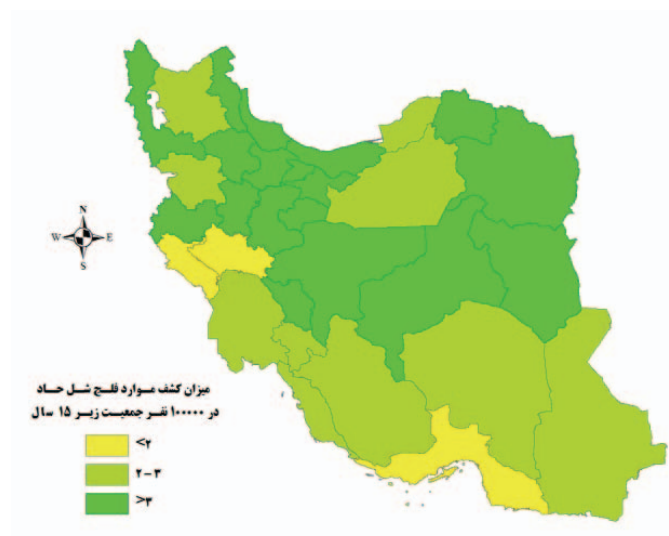 N
W E
S
میزان کشف موارد فلج شل حاد
در ۱۰۰۰۰۰ نفر جمعیت زیر ۱۵ سال
>۲
۲-۳
<۳